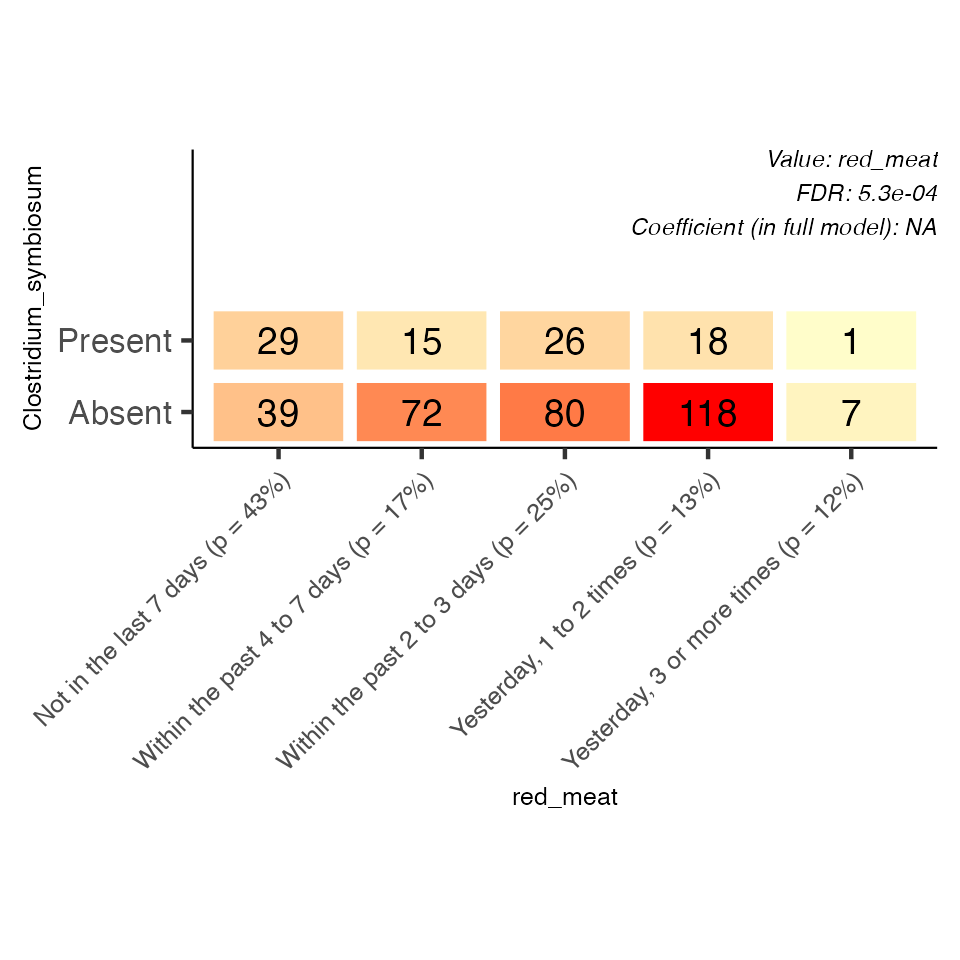 Value: red_meat
FDR: 5.3e-04
Coefficient (in full model): NA
Clostridium_symbiosum
Present 29 15 26 18 1
Absent 39 72 80 118 7
Not in the last 7 days (p = 43%)
Within the past 4 to 7 days (p = 17%)
Within the past 2 to 3 days (p = 25%)
Yesterday, 1 to 2 times (p = 13%)
Yesterday, 3 or more times (p = 12%)
red_meat